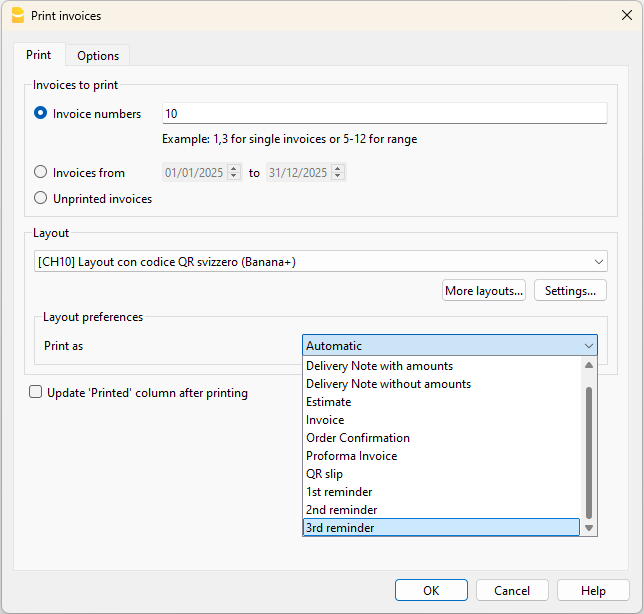 Print invoices
Print
Options
Invoices to print
Invoice numbers
10
Example: 1,3 for single invoices or 5-12 for range
Invoices from
01/01/2025
to
31/12/2025
Unprinted invoices
Layout
[CH10] Layout con codice QR svizzero (Banana+)
More layouts...
Settings...
Layout preferences
Print as
Automatic
Delivery Note with amounts
Delivery Note without amounts
Estimate
Invoice
Order Confirmation
Proforma Invoice
QR slip
1st reminder
2nd reminder
3rd reminder
Update 'Printed' column after printing
OK
Cancel
Help